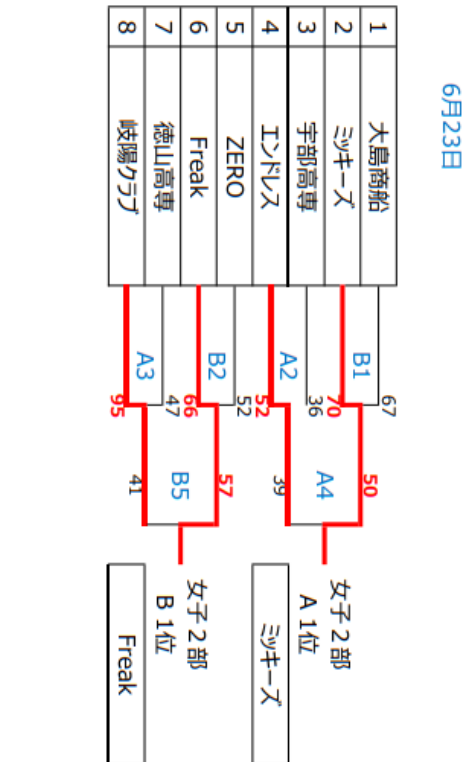 6月23日
1 大島商船
2 ミッキーズ
3 宇部高専
4 エンドレス
5 ZERO
6 Freak
7 徳山高専
8 岐陽クラブ
B1
67
70
A2
36
52
B2
52
66
A3
47
95
A4
50
39
B5
57
41
女子2部
A 1位
ミッキーズ
女子2部
B 1位
Freak